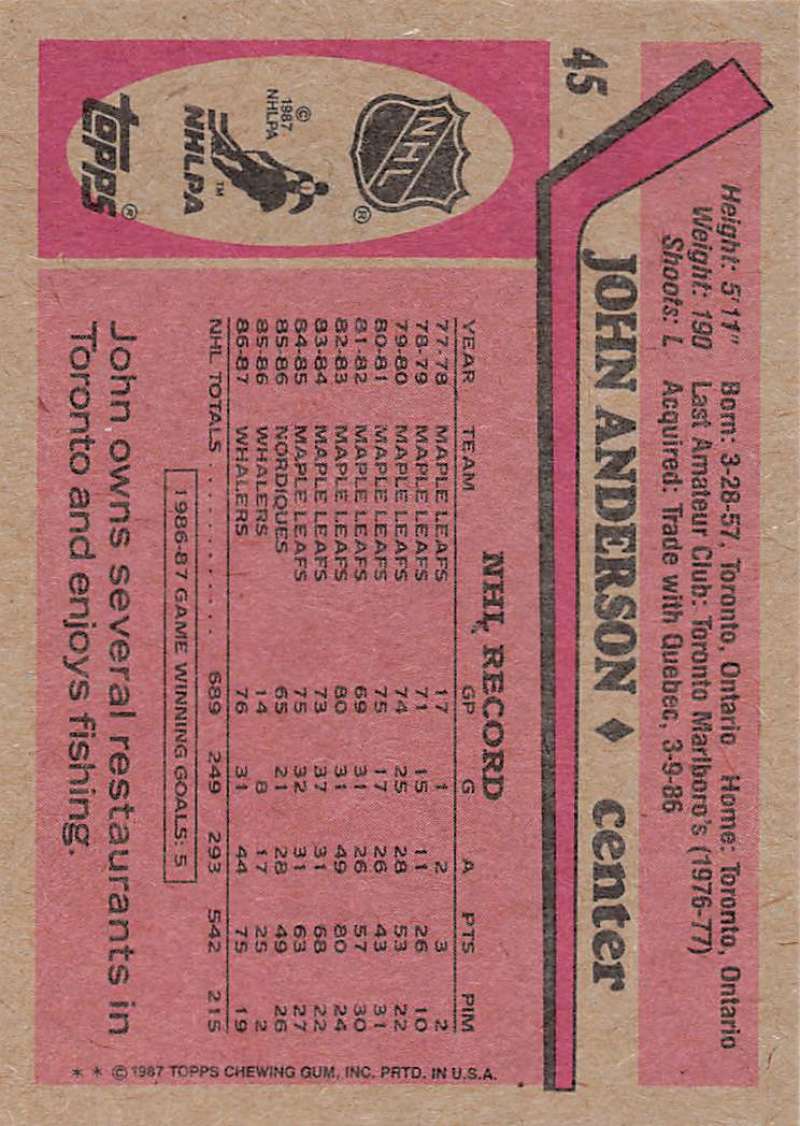 45
JOHN ANDERSON ♦ center
Height: 5'11" Born: 3-28-57, Toronto, Ontario Home: Toronto, Ontario
Weight: 190 Last Amateur Club: Toronto Marlboro's (1976-77)
Shoots: L Acquired: Trade with Quebec, 3-9-86
NHL
®
© 1987
NHLPA
NHLPA
TM
TOPPS
®
NHL RECORD
YEAR TEAM GP G A PTS PIM
77-78 MAPLE LEAFS 17 1 2 3 2
78-79 MAPLE LEAFS 71 15 11 26 10
79-80 MAPLE LEAFS 74 25 28 53 22
80-81 MAPLE LEAFS 75 17 26 43 31
81-82 MAPLE LEAFS 69 31 26 57 30
82-83 MAPLE LEAFS 80 31 49 80 24
83-84 MAPLE LEAFS 73 37 31 68 22
84-85 MAPLE LEAFS 75 32 31 63 27
85-86 NORDIQUES 65 21 28 49 26
85-86 WHALERS 14 8 17 25 2
86-87 WHALERS 76 31 44 75 19
NHL TOTALS . . . . . . . . . . . 689 249 293 542 215
1986-87 GAME WINNING GOALS: 5
John owns several restaurants in
Toronto and enjoys fishing.
* * © 1987 TOPPS CHEWING GUM, INC. PRTD. IN U.S.A.